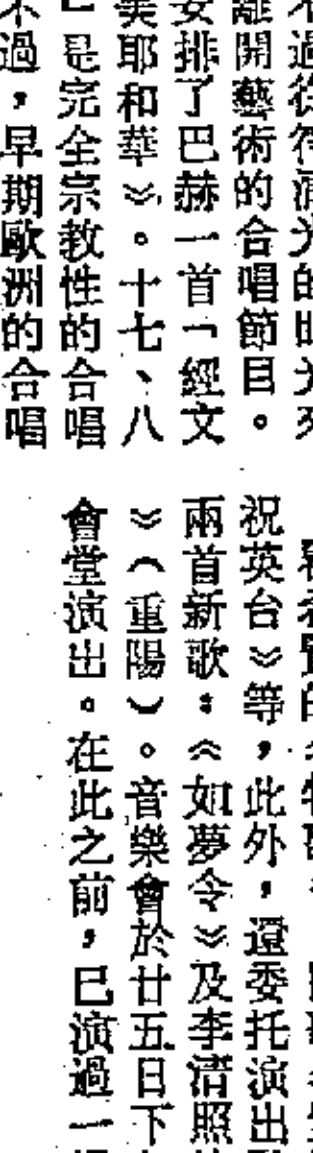 離開藝術的合唱節目。
安排了巴赫一首「經文
美耶和華》。十七、八
」是完全宗教性的合唱
不過，早期歐洲的合唱
祝英台》等，此外，還委托演出
兩首新歌：《如夢令》及李清照
》（重陽）。音樂會於廿五日下
會堂演出。在此之前，已演過一